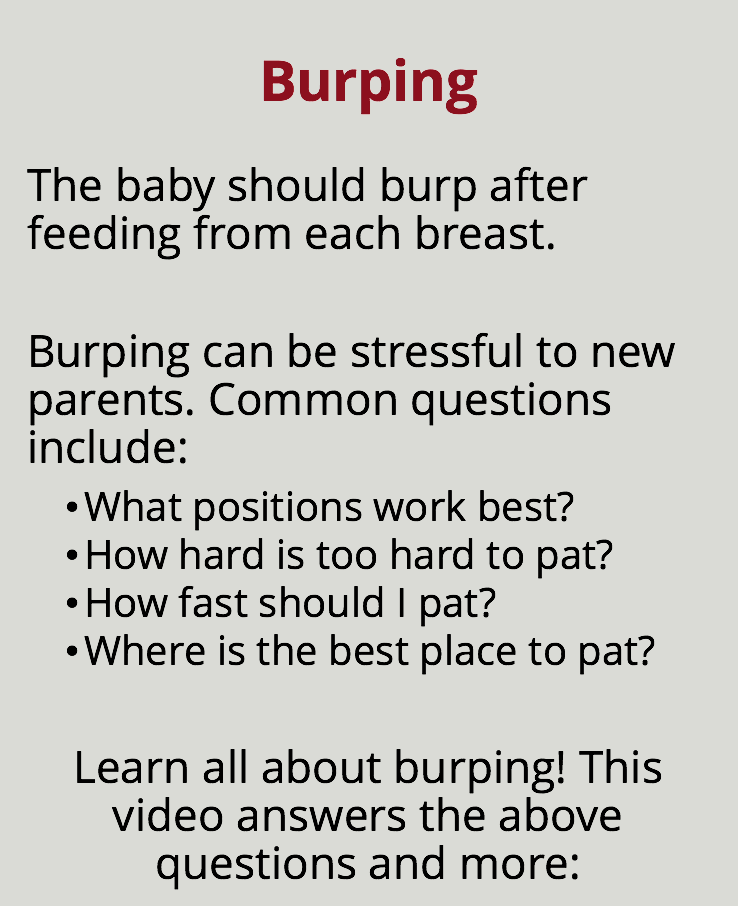 Burping
The baby should burp after
feeding from each breast.
Burping can be stressful to new
parents. Common questions
include:
•What positions work best?
•How hard is too hard to pat?
•How fast should I pat?
•Where is the best place to pat?
Learn all about burping! This
video answers the above
questions and more: